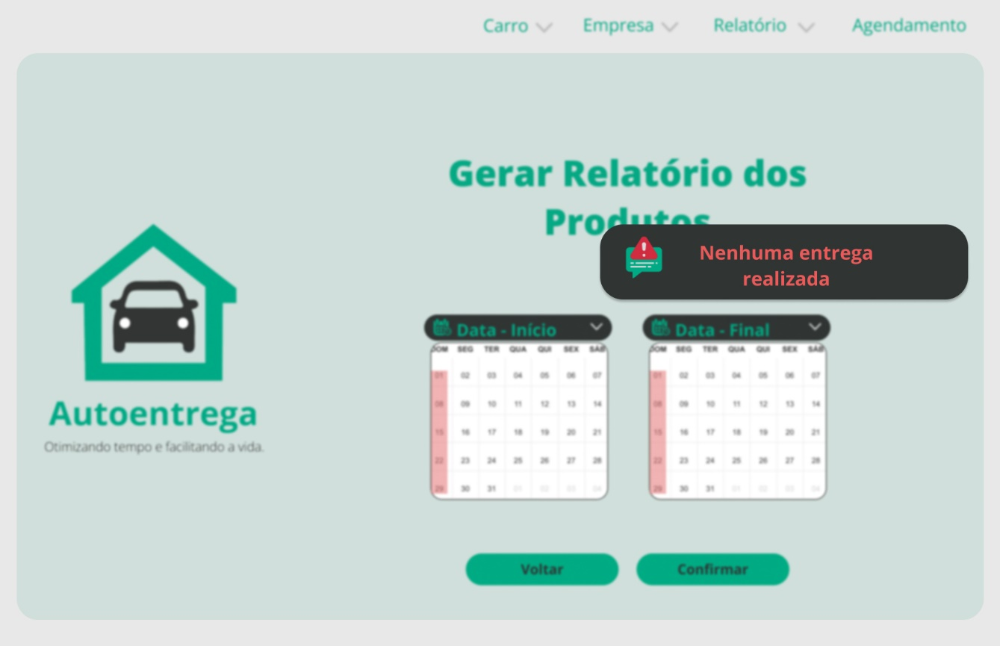 Carro
Empresa
Relatório
Agendamento
Gerar Relatório dos
Produtos
Nenhuma entrega
realizada
Autoentrega
Otimizando tempo e facilitando a vida.
Data - Início
DOM SEG TER QUA QUI SEX SÁB
01 02 03 04 05 06 07
08 09 10 11 12 13 14
15 16 17 18 19 20 21
22 23 24 25 26 27 28
29 30 31 01 02 03 04
Data - Final
DOM SEG TER QUA QUI SEX SÁB
01 02 03 04 05 06 07
08 09 10 11 12 13 14
15 16 17 18 19 20 21
22 23 24 25 26 27 28
29 30 31 01 02 03 04
Voltar
Confirmar